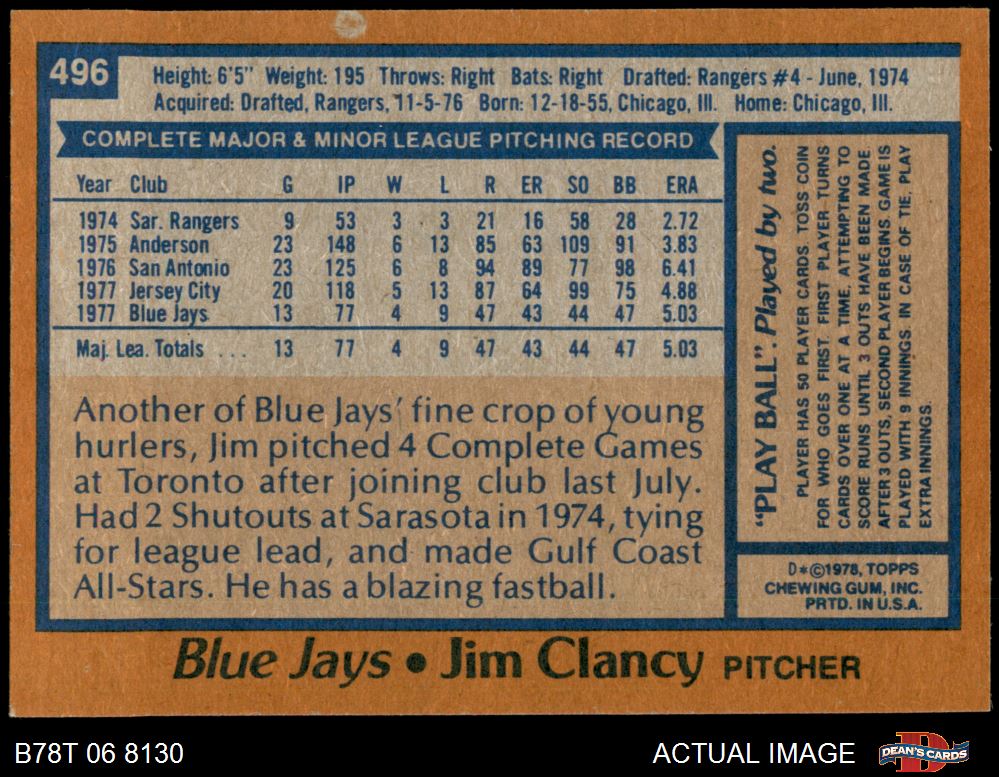 496
Height: 6'5" Weight: 195 Throws: Right Bats: Right Drafted: Rangers #4 - June, 1974
Acquired: Drafted, Rangers, 11-5-76 Born: 12-18-55, Chicago, Ill. Home: Chicago, Ill.
COMPLETE MAJOR & MINOR LEAGUE PITCHING RECORD
Year Club G IP W L R ER SO BB ERA
1974 Sar. Rangers 9 53 3 3 21 16 58 28 2.72
1975 Anderson 23 148 6 13 85 63 109 91 3.83
1976 San Antonio 23 125 6 8 94 89 77 98 6.41
1977 Jersey City 20 118 5 13 87 64 99 75 4.88
1977 Blue Jays 13 77 4 9 47 43 44 47 5.03
Maj. Lea. Totals ... 13 77 4 9 47 43 44 47 5.03
Another of Blue Jays' fine crop of young
hurlers, Jim pitched 4 Complete Games
at Toronto after joining club last July.
Had 2 Shutouts at Sarasota in 1974, tying
for league lead, and made Gulf Coast
All-Stars. He has a blazing fastball.
"PLAY BALL". Played by two.
PLAYER HAS 50 PLAYER CARDS. TOSS COIN
FOR WHO GOES FIRST. FIRST PLAYER TURNS
CARDS OVER ONE AT A TIME, ATTEMPTING TO
SCORE RUNS UNTIL 3 OUTS HAVE BEEN MADE
AFTER 3 OUTS, SECOND PLAYER BEGINS. GAME IS
PLAYED WITH 9 INNINGS. IN CASE OF TIE, PLAY
EXTRA INNINGS.
D*©1978, TOPPS
CHEWING GUM, INC.
PRTD. IN U.S.A.
Blue Jays • Jim Clancy PITCHER
B78T 06 8130
ACTUAL IMAGE
D
DEAN'S CARDS